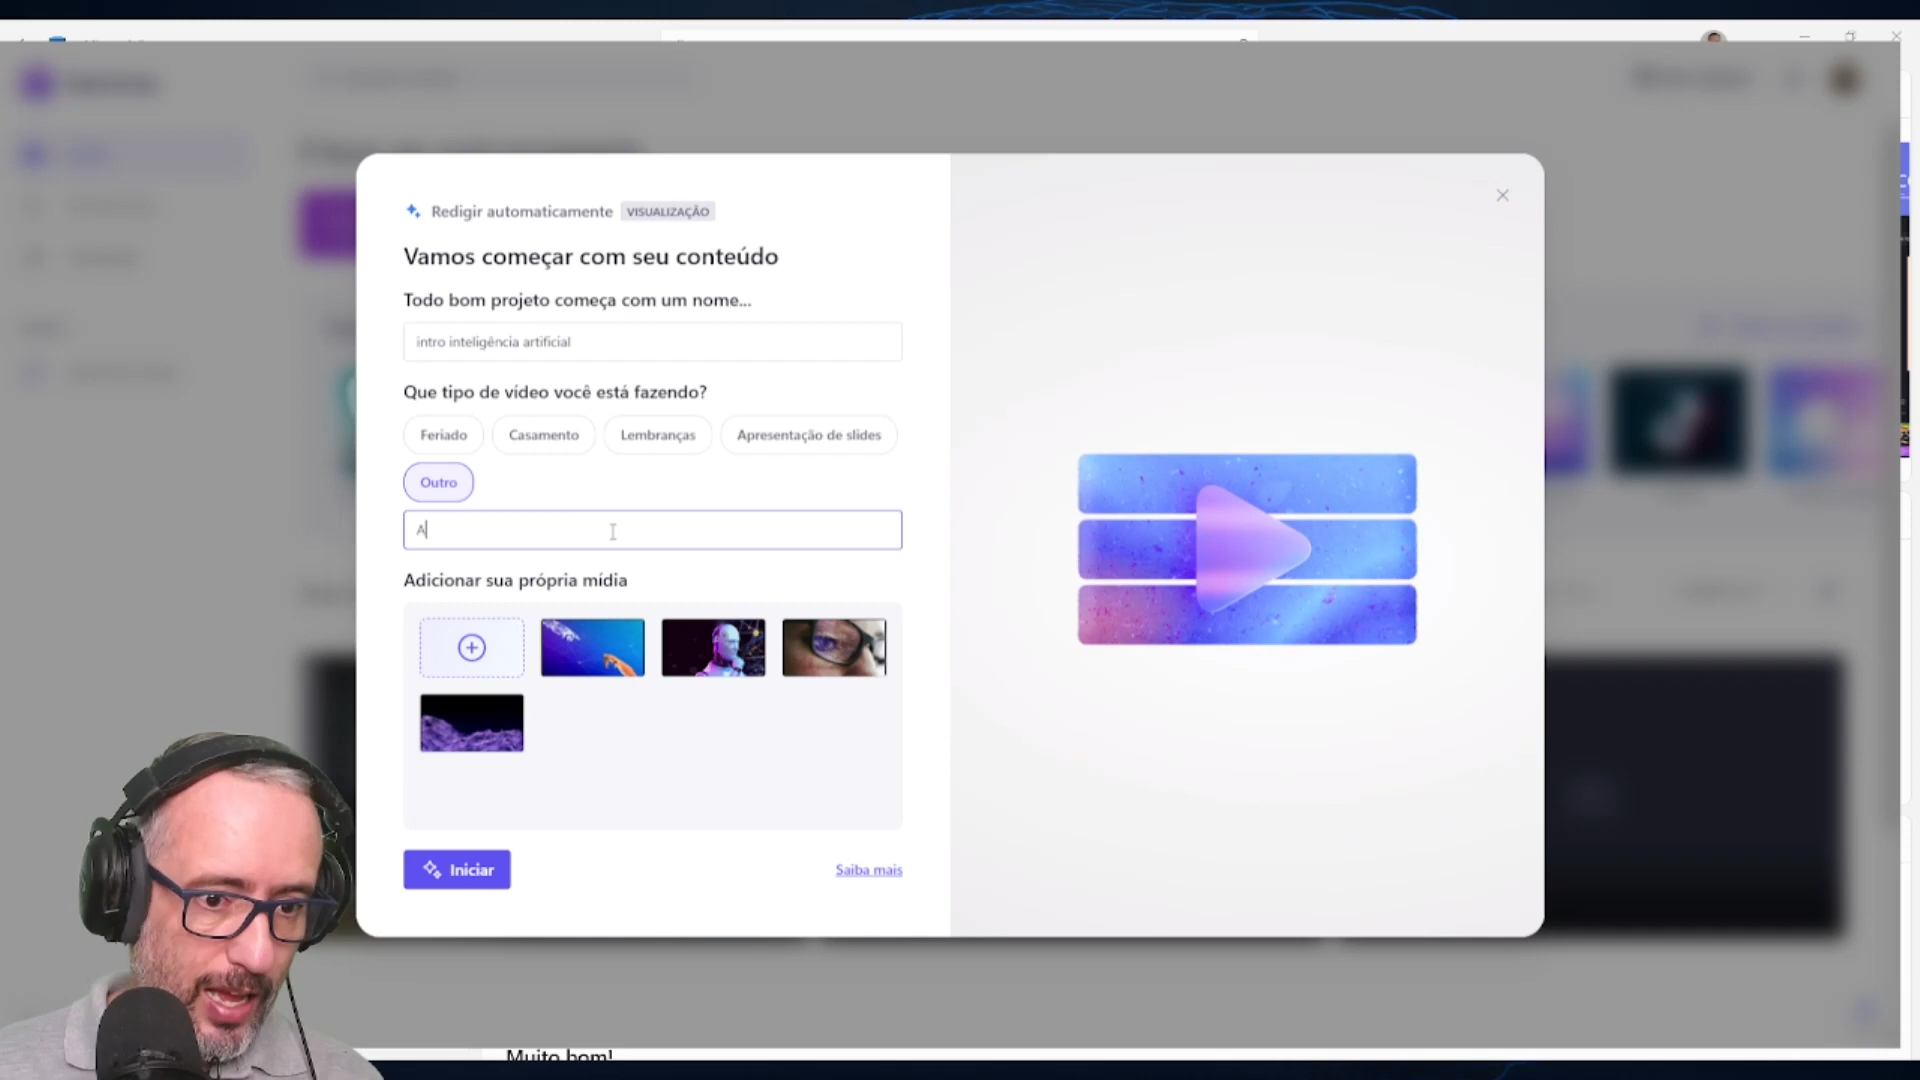 Redigir automaticamente VISUALIZAÇÃO
Vamos começar com seu conteúdo
Todo bom projeto começa com um nome...
intro inteligência artificial
Que tipo de vídeo você está fazendo?
Feriado Casamento Lembranças Apresentação de slides
Outro
A
Adicionar sua própria mídia
Iniciar Saiba mais
Muito bom!